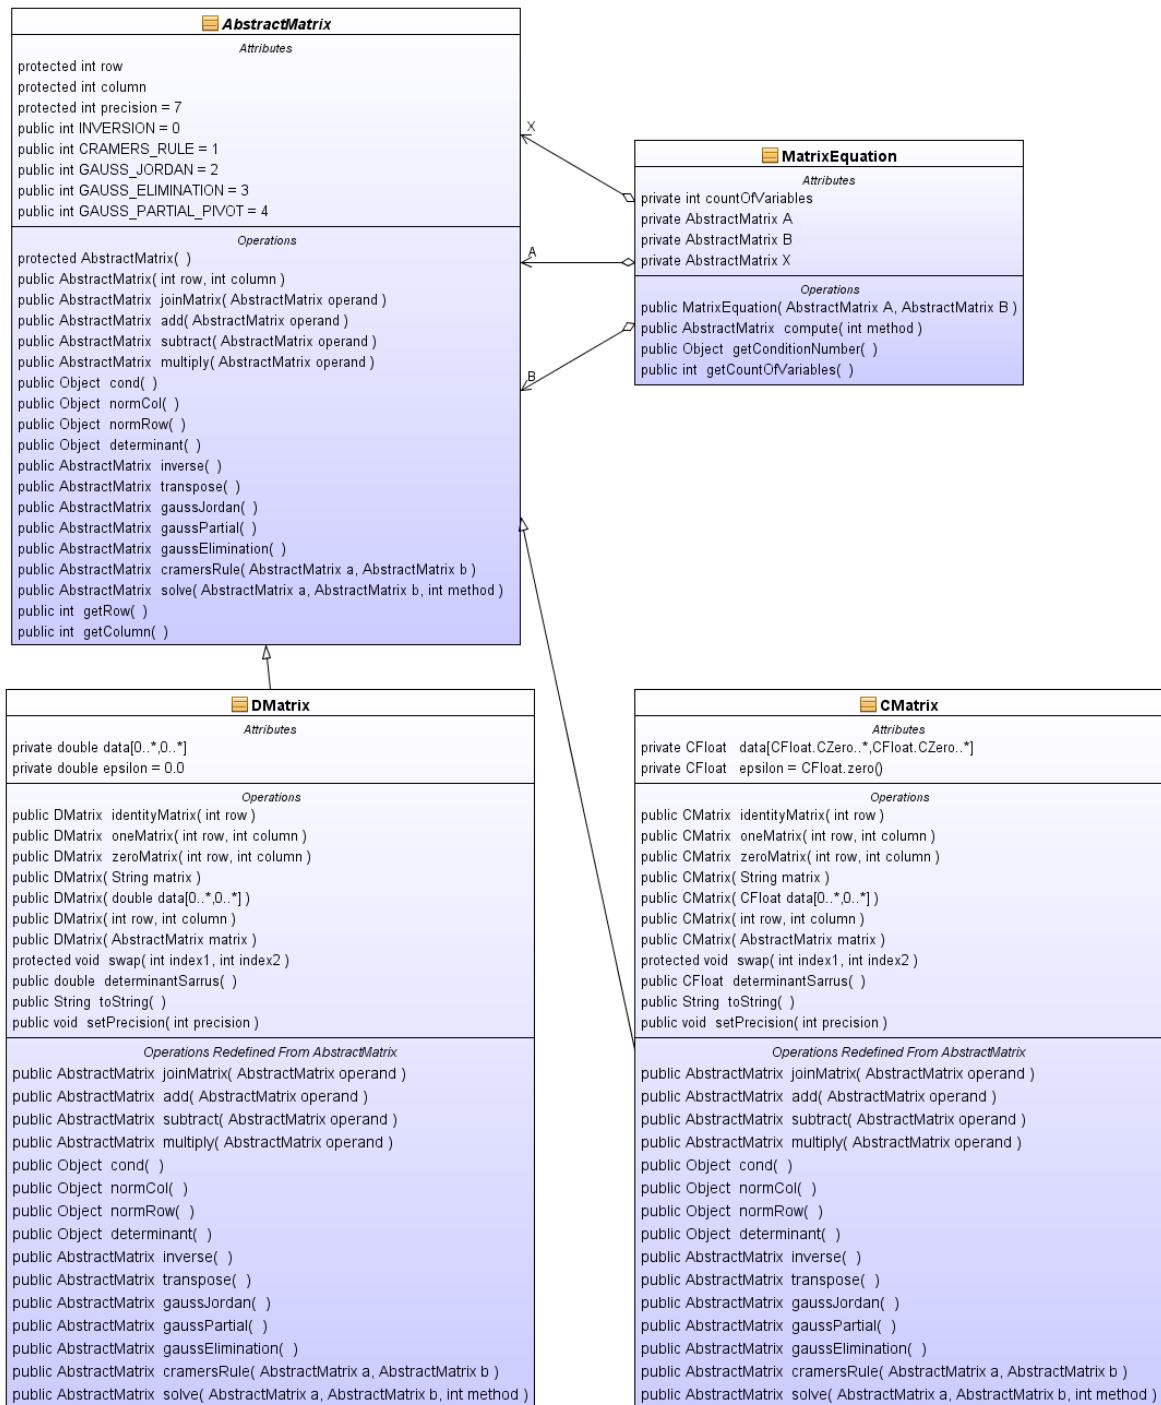 AbstractMatrix
Attributes
protected int row
protected int column
protected int precision = 7
public int INVERSION = 0
public int CRAMERS_RULE = 1
public int GAUSS_JORDAN = 2
public int GAUSS_ELIMINATION = 3
public int GAUSS_PARTIAL_PIVOT = 4
Operations
protected AbstractMatrix( )
public AbstractMatrix( int row, int column )
public AbstractMatrix joinMatrix( AbstractMatrix operand )
public AbstractMatrix add( AbstractMatrix operand )
public AbstractMatrix subtract( AbstractMatrix operand )
public AbstractMatrix multiply( AbstractMatrix operand )
public Object cond( )
public Object normCol( )
public Object normRow( )
public Object determinant( )
public AbstractMatrix inverse( )
public AbstractMatrix transpose( )
public AbstractMatrix gaussJordan( )
public AbstractMatrix gaussPartial( )
public AbstractMatrix gaussElimination( )
public AbstractMatrix cramersRule( AbstractMatrix a, AbstractMatrix b )
public AbstractMatrix solve( AbstractMatrix a, AbstractMatrix b, int method )
public int getRow( )
public int getColumn( )
X
A
B
MatrixEquation
Attributes
private int countOfVariables
private AbstractMatrix A
private AbstractMatrix B
private AbstractMatrix X
Operations
public MatrixEquation( AbstractMatrix A, AbstractMatrix B )
public AbstractMatrix compute( int method )
public Object getConditionNumber( )
public int getCountOfVariables( )
DMatrix
Attributes
private double data[0..*,0..*]
private double epsilon = 0.0
Operations
public DMatrix identityMatrix( int row )
public DMatrix oneMatrix( int row, int column )
public DMatrix zeroMatrix( int row, int column )
public DMatrix( String matrix )
public DMatrix( double data[0..*,0..*] )
public DMatrix( int row, int column )
public DMatrix( AbstractMatrix matrix )
protected void swap( int index1, int index2 )
public double determinantSarrus( )
public String toString( )
public void setPrecision( int precision )
Operations Redefined From AbstractMatrix
public AbstractMatrix joinMatrix( AbstractMatrix operand )
public AbstractMatrix add( AbstractMatrix operand )
public AbstractMatrix subtract( AbstractMatrix operand )
public AbstractMatrix multiply( AbstractMatrix operand )
public Object cond( )
public Object normCol( )
public Object normRow( )
public Object determinant( )
public AbstractMatrix inverse( )
public AbstractMatrix transpose( )
public AbstractMatrix gaussJordan( )
public AbstractMatrix gaussPartial( )
public AbstractMatrix gaussElimination( )
public AbstractMatrix cramersRule( AbstractMatrix a, AbstractMatrix b )
public AbstractMatrix solve( AbstractMatrix a, AbstractMatrix b, int method )
CMatrix
Attributes
private CFloat data[CFloat.CZero..*,CFloat.CZero..*]
private CFloat epsilon = CFloat.zero()
Operations
public CMatrix identityMatrix( int row )
public CMatrix oneMatrix( int row, int column )
public CMatrix zeroMatrix( int row, int column )
public CMatrix( String matrix )
public CMatrix( CFloat data[0..*,0..*] )
public CMatrix( int row, int column )
public CMatrix( AbstractMatrix matrix )
protected void swap( int index1, int index2 )
public CFloat determinantSarrus( )
public String toString( )
public void setPrecision( int precision )
Operations Redefined From AbstractMatrix
public AbstractMatrix joinMatrix( AbstractMatrix operand )
public AbstractMatrix add( AbstractMatrix operand )
public AbstractMatrix subtract( AbstractMatrix operand )
public AbstractMatrix multiply( AbstractMatrix operand )
public Object cond( )
public Object normCol( )
public Object normRow( )
public Object determinant( )
public AbstractMatrix inverse( )
public AbstractMatrix transpose( )
public AbstractMatrix gaussJordan( )
public AbstractMatrix gaussPartial( )
public AbstractMatrix gaussElimination( )
public AbstractMatrix cramersRule( AbstractMatrix a, AbstractMatrix b )
public AbstractMatrix solve( AbstractMatrix a, AbstractMatrix b, int method )